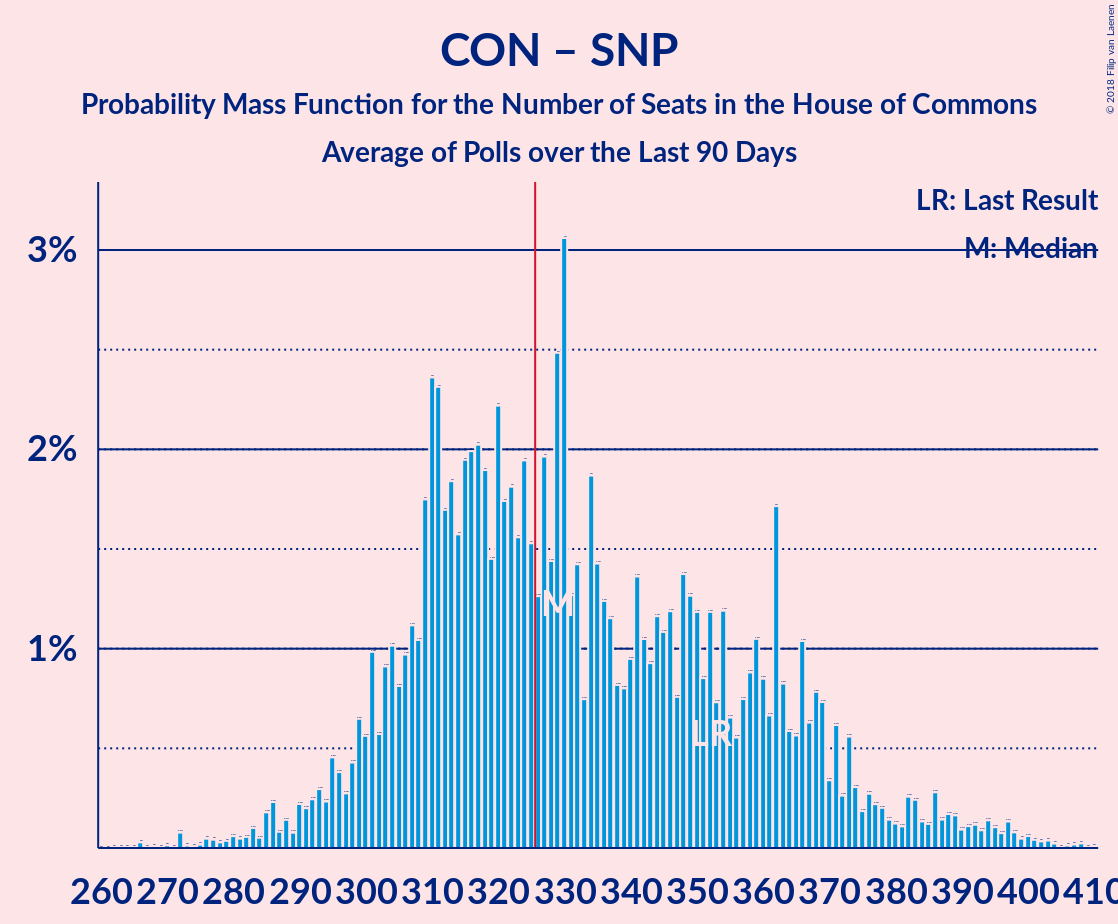 CON – SNP
Probability Mass Function for the Number of Seats in the House of Commons
Average of Polls over the Last 90 Days
© 2018 Filip van Laenen
LR: Last Result
M: Median
3%
2%
1%
M
LR
260 270 280 290 300 310 320 330 340 350 360 370 380 390 400 410